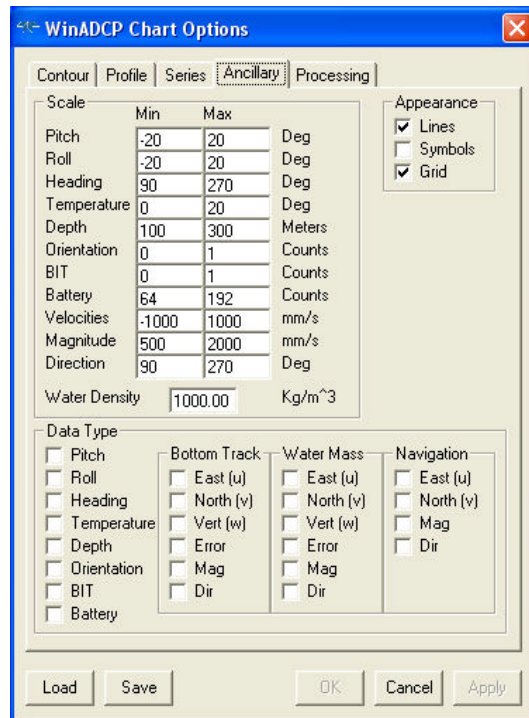 WinADCP Chart Options
Contour Profile Series Ancillary Processing
Scale
Min Max
Pitch -20 20 Deg
Roll -20 20 Deg
Heading 90 270 Deg
Temperature 0 20 Deg
Depth 100 300 Meters
Orientation 0 1 Counts
BIT 0 1 Counts
Battery 64 192 Counts
Velocities -1000 1000 mm/s
Magnitude 500 2000 mm/s
Direction 90 270 Deg
Water Density 1000.00 Kg/m^3
Appearance
Lines
Symbols
Grid
Data Type
Pitch
Roll
Heading
Temperature
Depth
Orientation
BIT
Battery
Bottom Track
East (u)
North (v)
Vert (w)
Error
Mag
Dir
Water Mass
East (u)
North (v)
Vert (w)
Error
Mag
Dir
Navigation
East (u)
North (v)
Mag
Dir
Load Save OK Cancel Apply